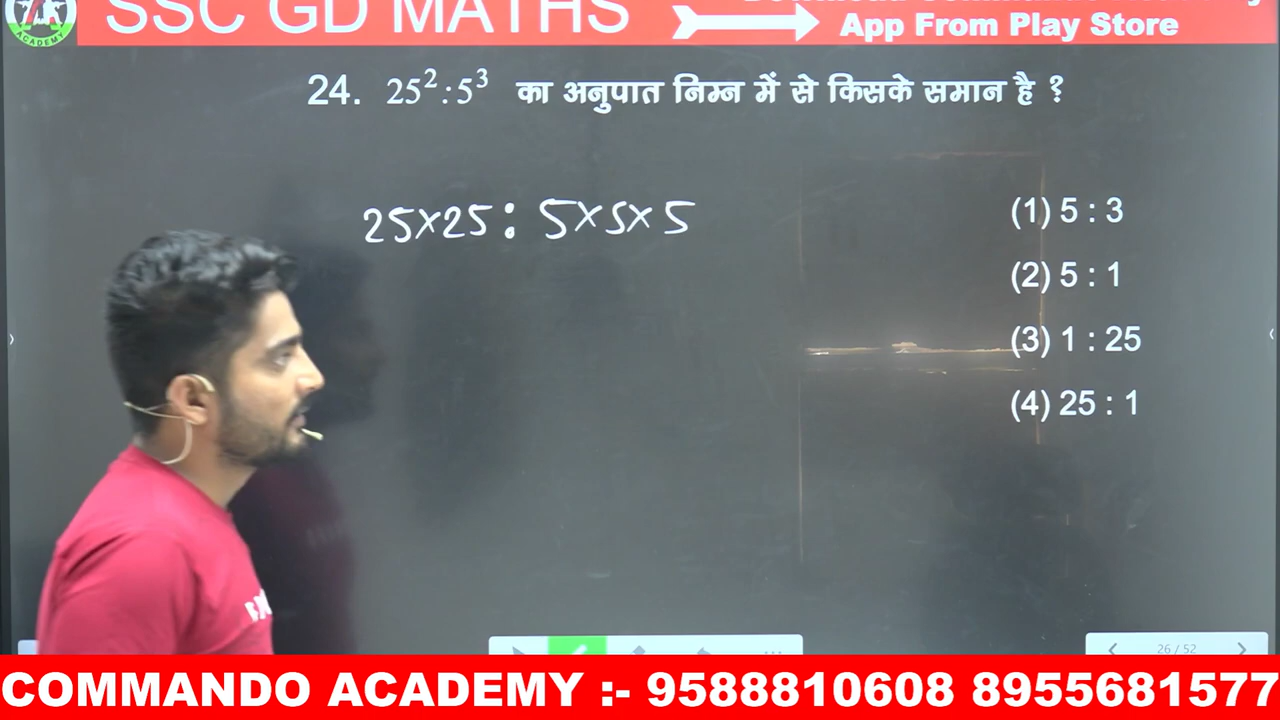 ACADEMY
SSC GD MATHS
App From Play Store
24. 25²:5³ का अनुपात निम्न में से किसके समान है ?
25×25 : 5×5×5
(1) 5 : 3
(2) 5 : 1
(3) 1 : 25
(4) 25 : 1
26 / 52
COMMANDO ACADEMY :- 9588810608 8955681577